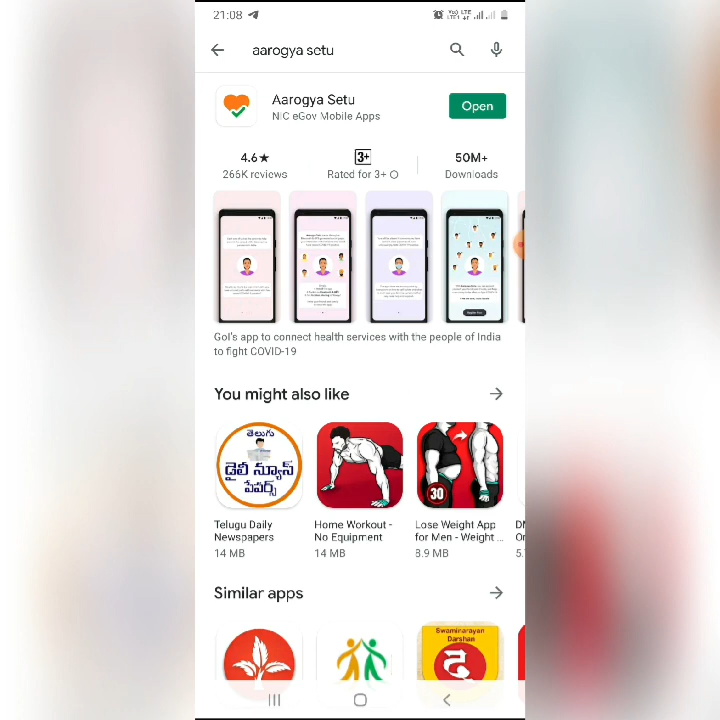 21:08
aarogya setu
Aarogya Setu
NIC eGov Mobile Apps
Open
4.6★
266K reviews
3+
Rated for 3+
50M+
Downloads
GoI's app to connect health services with the people of India
to fight COVID-19
You might also like
తెలుగు
డైలీ న్యూస్
పేపర్స్
30
Telugu Daily
Newspapers
14 MB
Home Workout -
No Equipment
14 MB
Lose Weight App
for Men - Weight ...
8.9 MB
Similar apps
Swaminarayan
Darshan